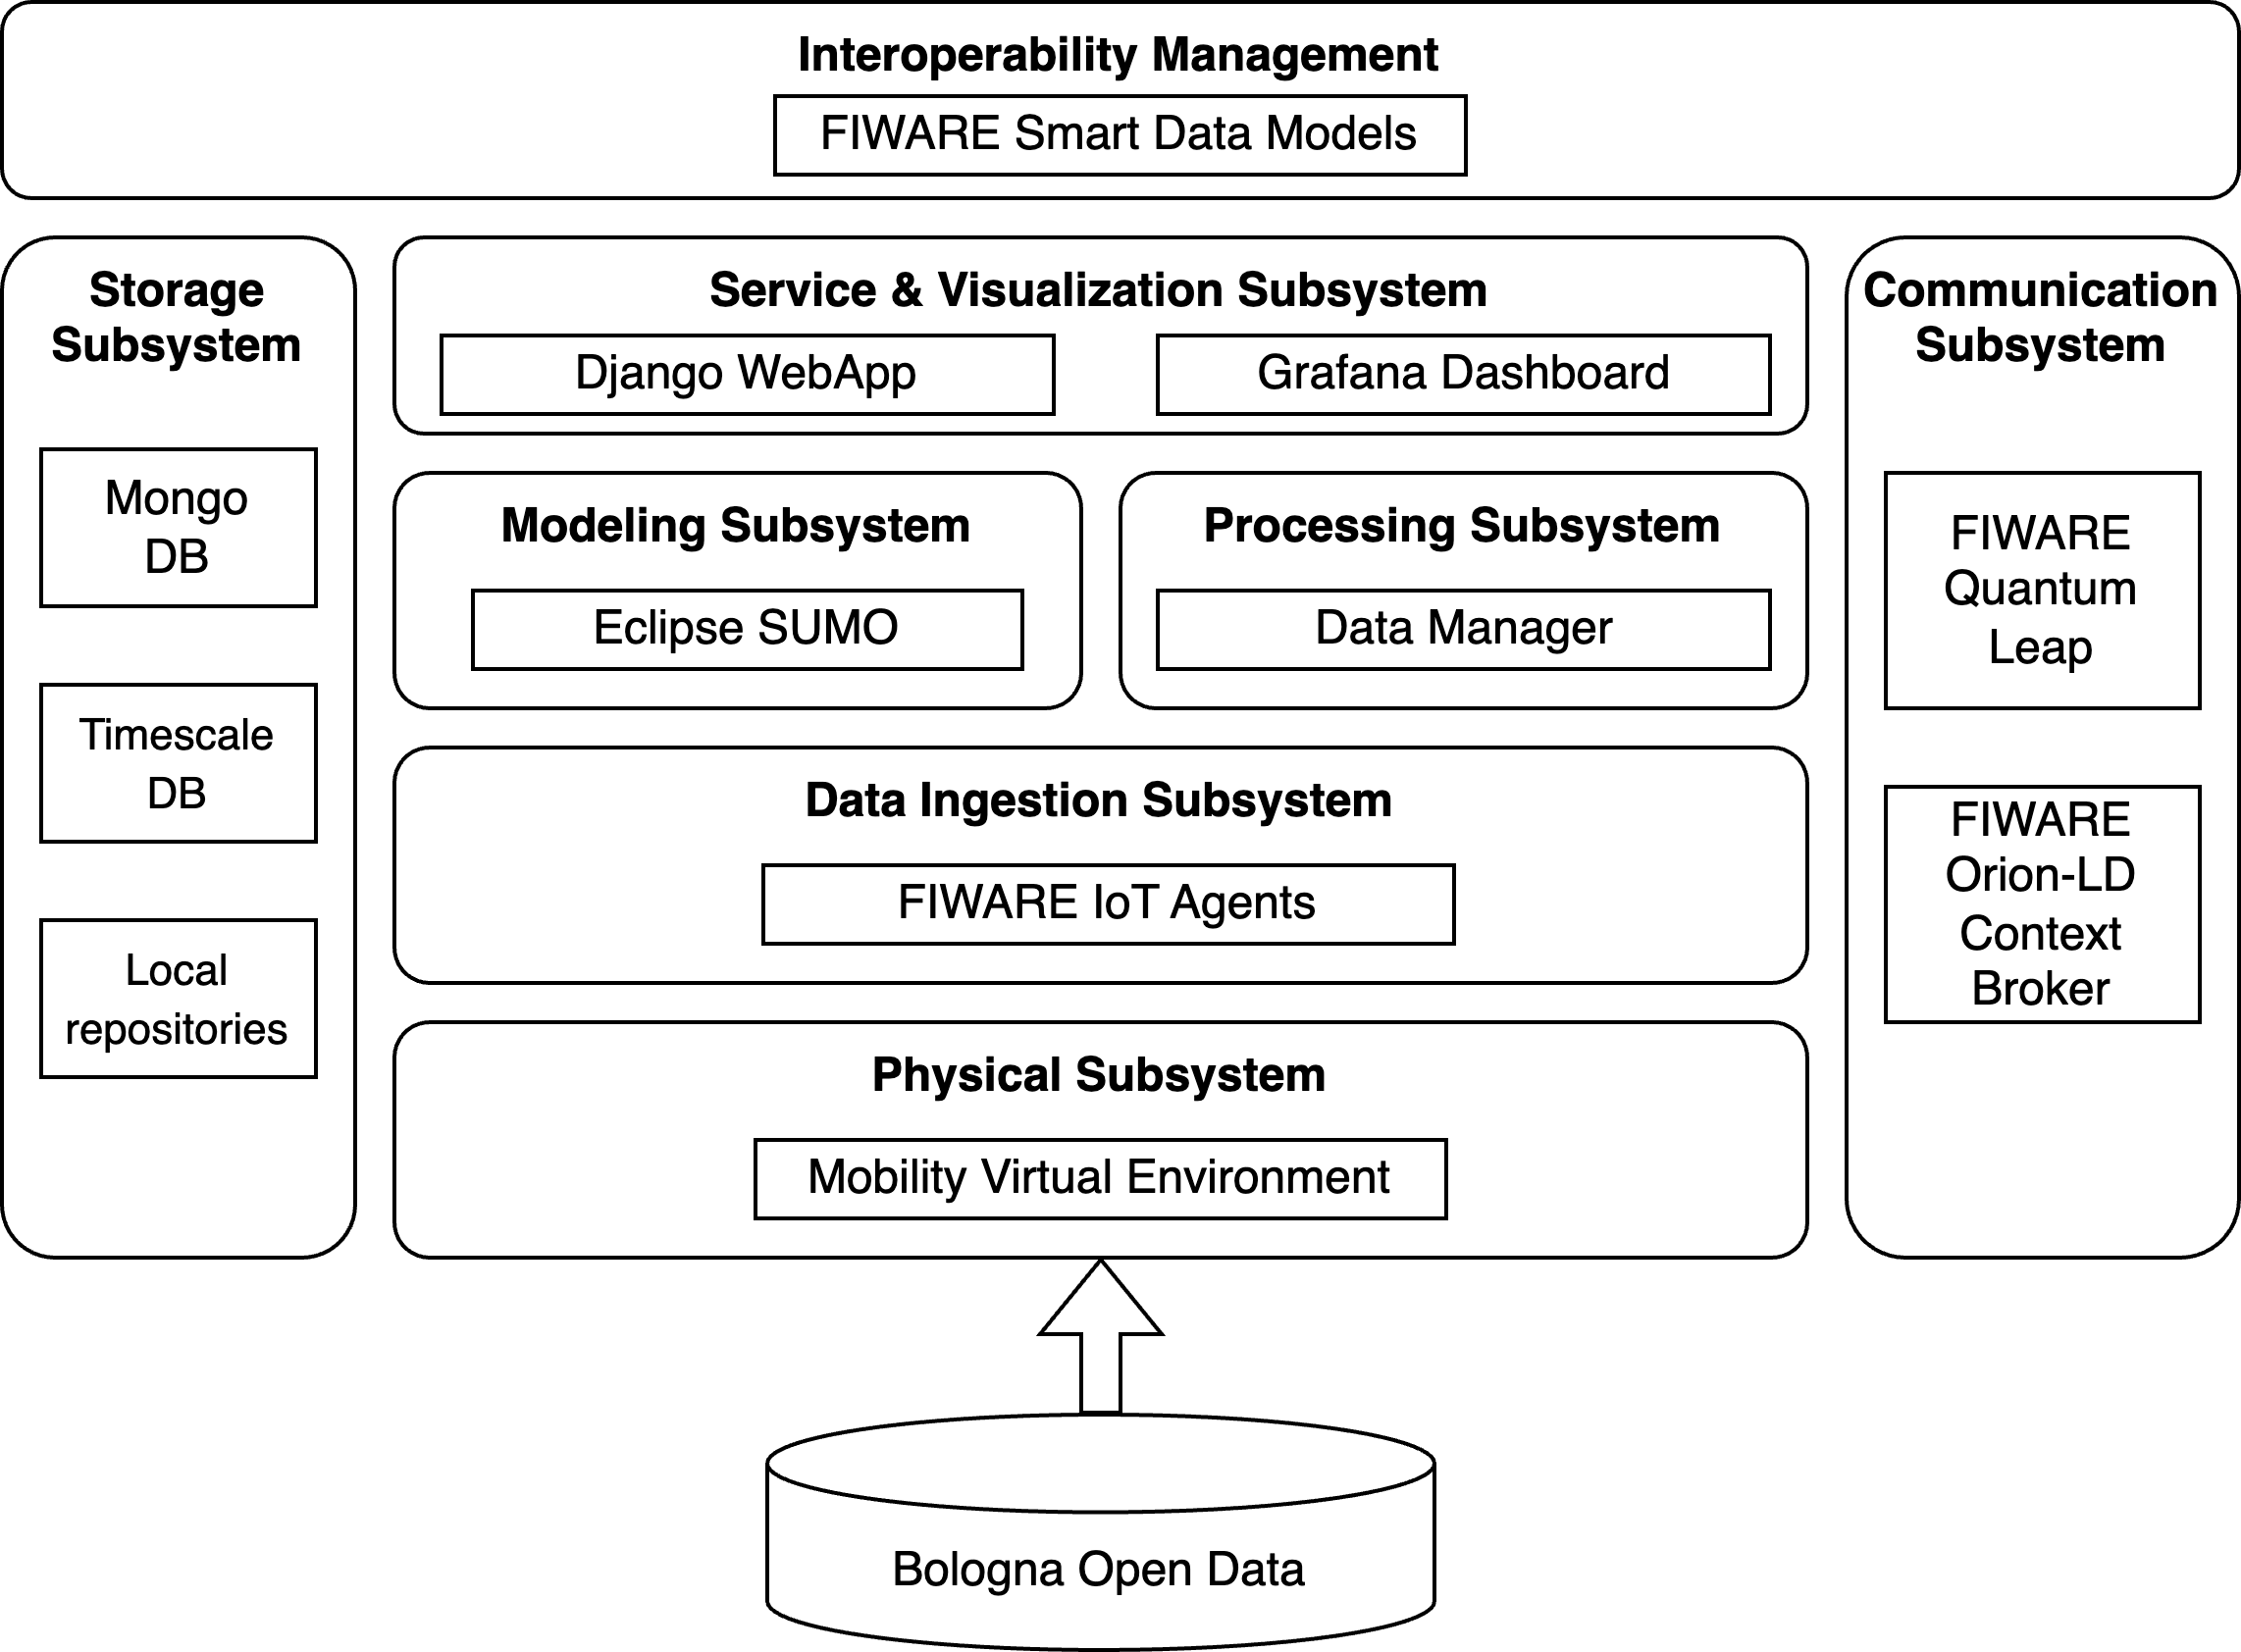 Interoperability Management
FIWARE Smart Data Models
Storage
Subsystem
Mongo
DB
Timescale
DB
Local
repositories
Service & Visualization Subsystem
Django WebApp
Grafana Dashboard
Modeling Subsystem
Eclipse SUMO
Processing Subsystem
Data Manager
Data Ingestion Subsystem
FIWARE IoT Agents
Physical Subsystem
Mobility Virtual Environment
Communication
Subsystem
FIWARE
Quantum
Leap
FIWARE
Orion-LD
Context
Broker
Bologna Open Data